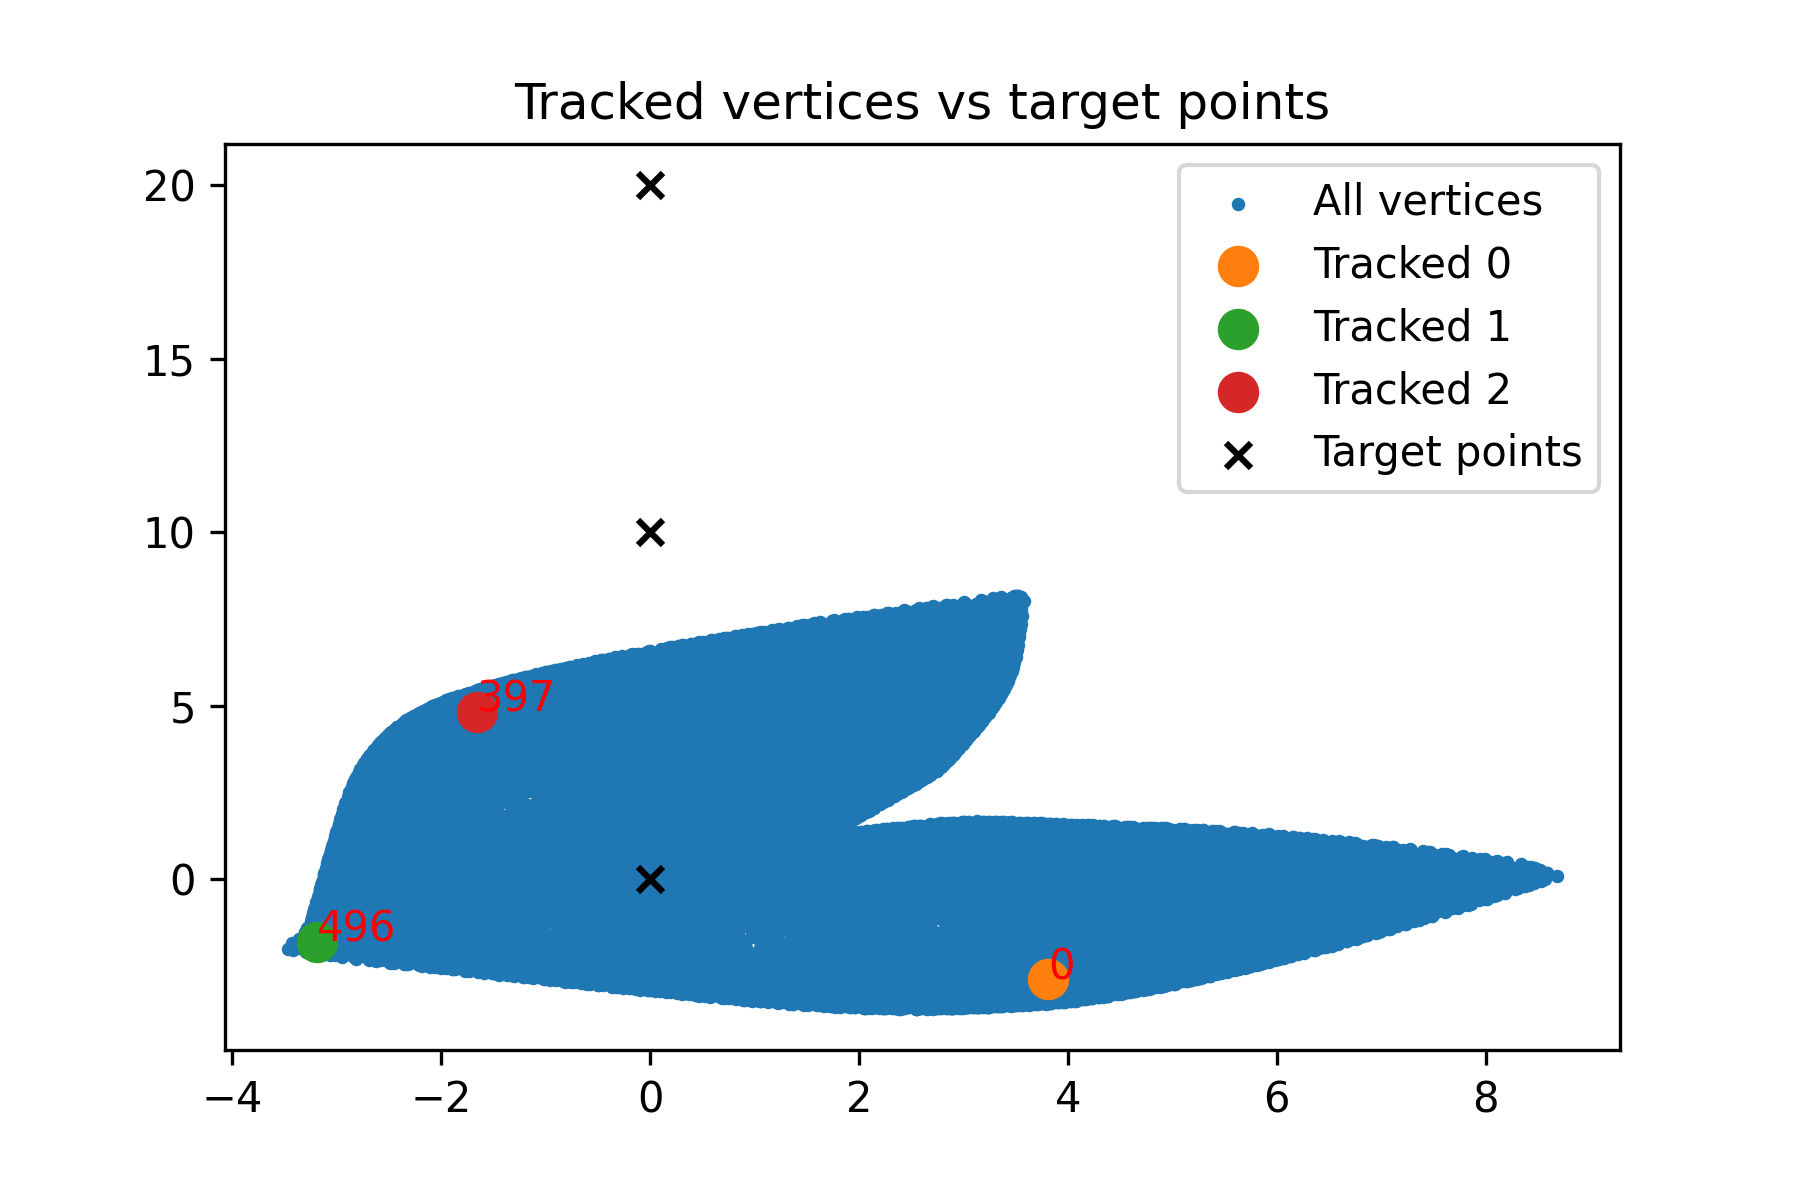 Tracked vertices vs target points
20
15
10
5
0
All vertices
Tracked 0
Tracked 1
Tracked 2
Target points
397
496
0
−4
−2
0
2
4
6
8